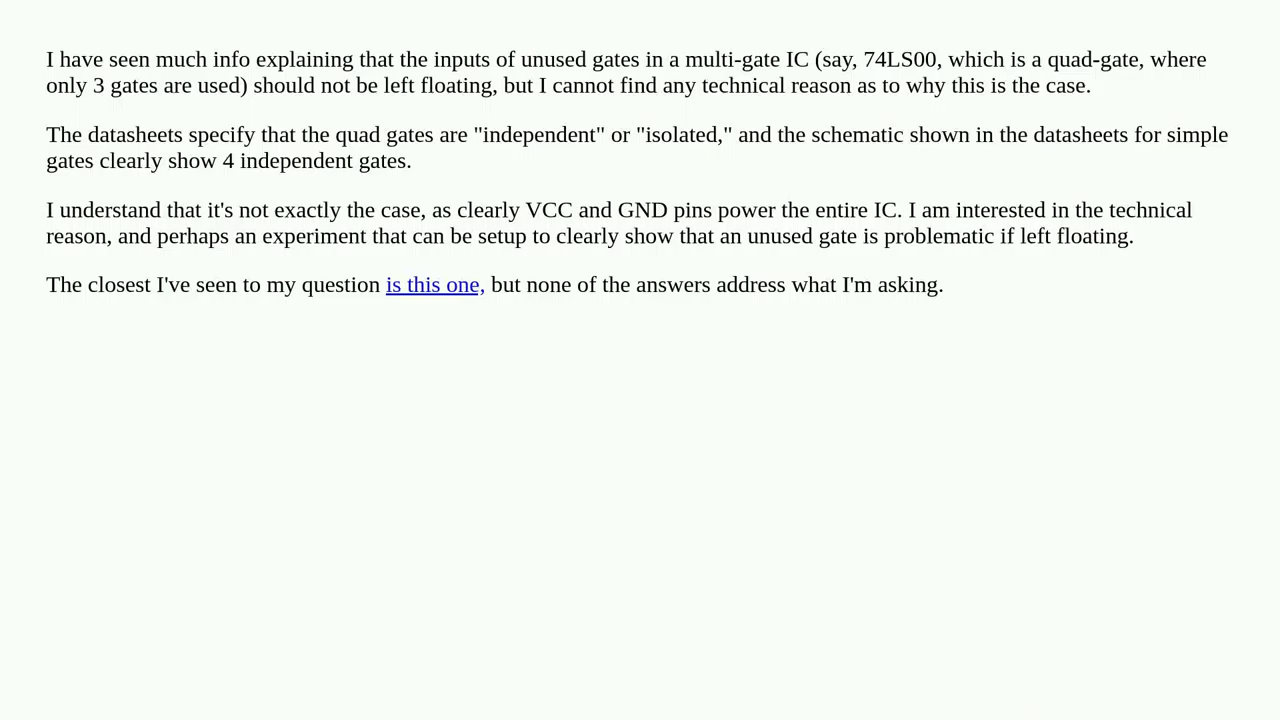 I have seen much info explaining that the inputs of unused gates in a multi-gate IC (say, 74LS00, which is a quad-gate, where
only 3 gates are used) should not be left floating, but I cannot find any technical reason as to why this is the case.
The datasheets specify that the quad gates are "independent" or "isolated," and the schematic shown in the datasheets for simple
gates clearly show 4 independent gates.
I understand that it's not exactly the case, as clearly VCC and GND pins power the entire IC. I am interested in the technical
reason, and perhaps an experiment that can be setup to clearly show that an unused gate is problematic if left floating.
The closest I've seen to my question is this one, but none of the answers address what I'm asking.